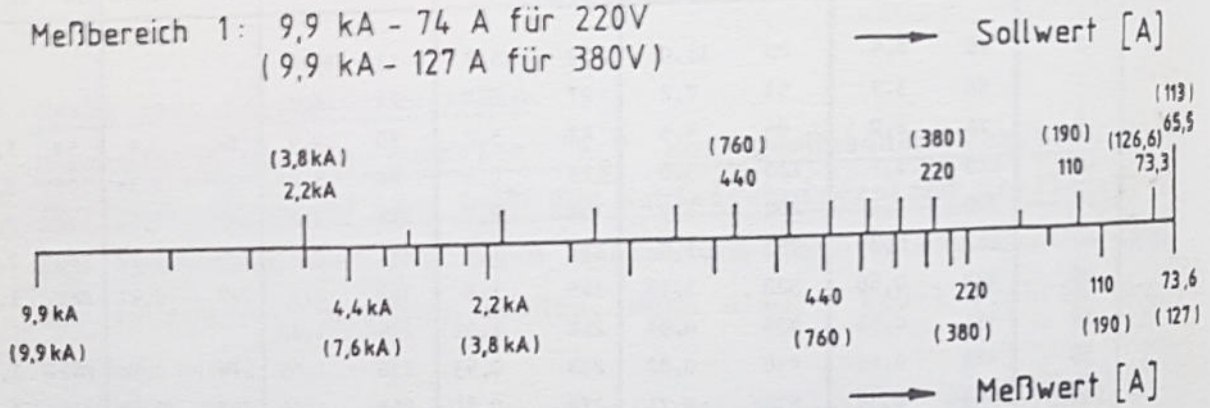 Meßbereich 1: 9,9 kA - 74 A für 220V
(9,9 kA - 127 A für 380V)
→ Sollwert [A]
(3,8 kA) (760) (380) (190) (126,6) (113)
2,2kA 440 220 110 73,3 65,5
9,9 kA 4,4 kA 2,2kA 440 220 110 73,6
(9,9 kA) (7,6 kA) (3,8 kA) (760) (380) (190) (127)
→ Meßwert [A]